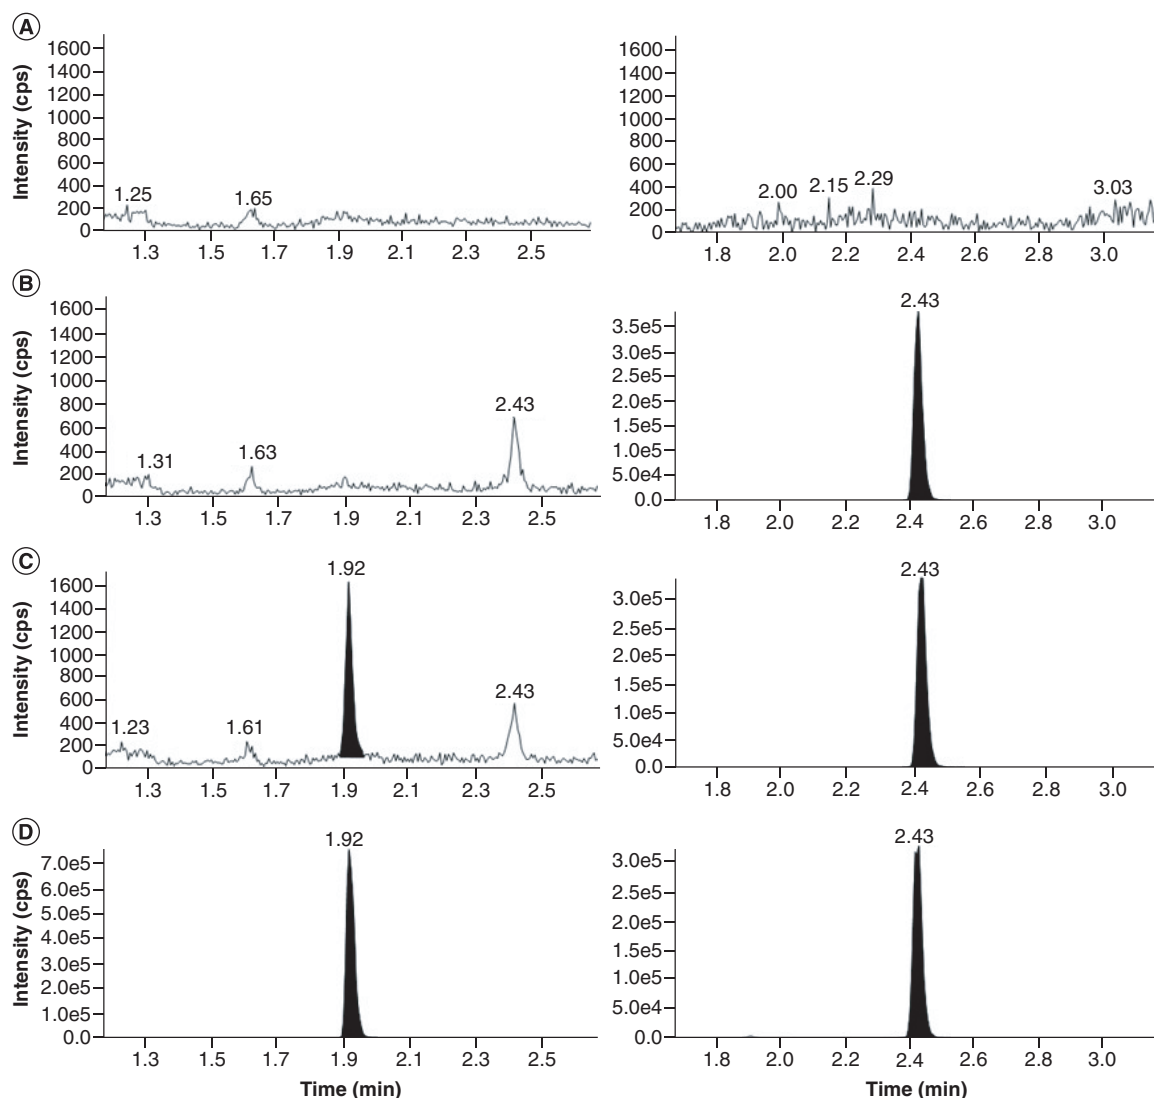 A
Intensity (cps)
1600
1400
1200
1000
800
600
400
200
0
1.25
1.65
1.3 1.5 1.7 1.9 2.1 2.3 2.5
1600
1400
1200
1000
800
600
400
200
0
2.00
2.15
2.29
3.03
1.8 2.0 2.2 2.4 2.6 2.8 3.0
B
Intensity (cps)
1600
1400
1200
1000
800
600
400
200
0
1.31
1.63
2.43
1.3 1.5 1.7 1.9 2.1 2.3 2.5
2.43
3.5e5
3.0e5
2.5e5
2.0e5
1.5e5
1.0e5
5.0e4
0.0
1.8 2.0 2.2 2.4 2.6 2.8 3.0
C
Intensity (cps)
1600
1400
1200
1000
800
600
400
200
0
1.23
1.61
1.92
2.43
1.3 1.5 1.7 1.9 2.1 2.3 2.5
2.43
3.0e5
2.5e5
2.0e5
1.5e5
1.0e5
5.0e4
0.0
1.8 2.0 2.2 2.4 2.6 2.8 3.0
D
Intensity (cps)
1.92
7.0e5
6.0e5
5.0e5
4.0e5
3.0e5
2.0e5
1.0e5
0.0
1.3 1.5 1.7 1.9 2.1 2.3 2.5
Time (min)
2.43
3.0e5
2.5e5
2.0e5
1.5e5
1.0e5
5.0e4
0.0
1.8 2.0 2.2 2.4 2.6 2.8 3.0
Time (min)